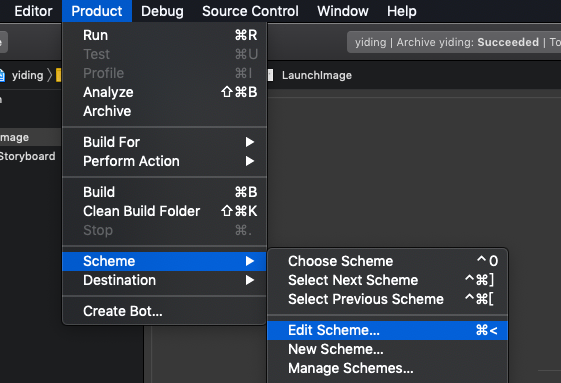 Editor Product Debug Source Control Window Help
yiding | Archive yiding: Succeeded | To
yiding LaunchImage
mage
Storyboard
Run ⌘R
Test ⌘U
Profile ⌘I
Analyze ⇧⌘B
Archive
Build For ▶
Perform Action ▶
Build ⌘B
Clean Build Folder ⇧⌘K
Stop ⌘.
Scheme ▶
Destination ▶
Create Bot...
Choose Scheme ^0
Select Next Scheme ^⌘]
Select Previous Scheme ^⌘[
Edit Scheme... ⌘<
New Scheme...
Manage Schemes...